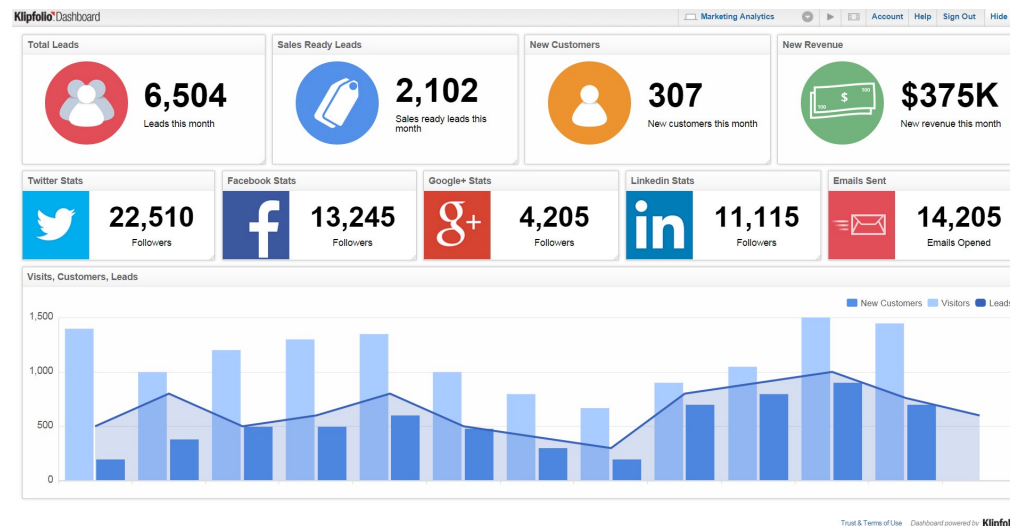 Klipfolio Dashboard
Marketing Analytics
Account Help Sign Out Hide
Total Leads
6,504
Leads this month
Sales Ready Leads
2,102
Sales ready leads this
month
New Customers
307
New customers this month
New Revenue
100
$
100
$375K
New revenue this month
Twitter Stats
22,510
Followers
Facebook Stats
f
13,245
Followers
Google+ Stats
g+
4,205
Followers
Linkedin Stats
in
11,115
Followers
Emails Sent
14,205
Emails Opened
Visits, Customers, Leads
New Customers Visitors Leads
1,500
1,000
500
0
Trust & Terms of Use Dashboard powered by Klipfoli